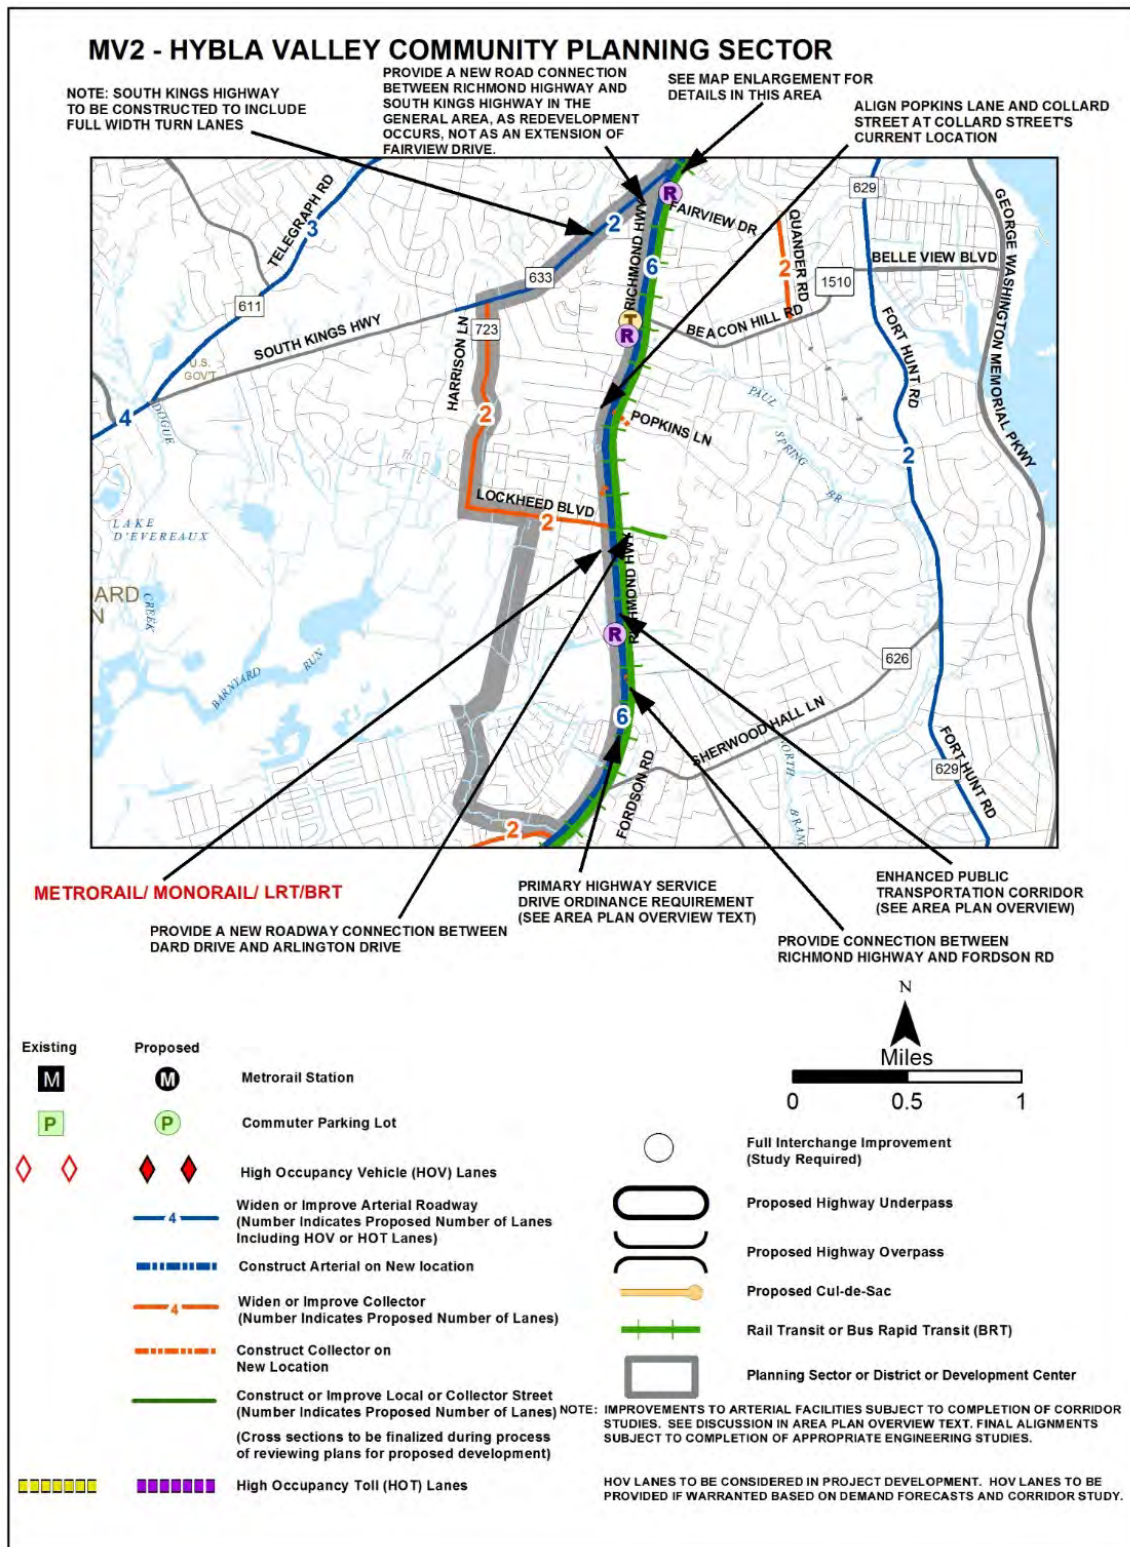 MV2 - HYBLA VALLEY COMMUNITY PLANNING SECTOR
NOTE: SOUTH KINGS HIGHWAY
TO BE CONSTRUCTED TO INCLUDE
FULL WIDTH TURN LANES
PROVIDE A NEW ROAD CONNECTION
BETWEEN RICHMOND HIGHWAY AND
SOUTH KINGS HIGHWAY IN THE
GENERAL AREA, AS REDEVELOPMENT
OCCURS, NOT AS AN EXTENSION OF
FAIRVIEW DRIVE.
SEE MAP ENLARGEMENT FOR
DETAILS IN THIS AREA
ALIGN POPKINS LANE AND COLLARD
STREET AT COLLARD STREET'S
CURRENT LOCATION
TELEGRAPH RD
3
611
SOUTH KINGS HWY
633
2
U.S.
GOV'T
4
DOGUE
CREEK
HARRISON LN
723
2
RICHMOND HWY
R
FAIRVIEW DR
6
T
R
QUANDER RD
2
629
BELLE VIEW BLVD
1510
BEACON HILL RD
GEORGE WASHINGTON MEMORIAL PKWY
FORT HUNT RD
2
PAUL
SPRING
BR
POPKINS LN
LOCKHEED BLVD
2
LAKE
D'EVEREAUX
ARD
N
BARNYARD
RUN
RICHMOND HWY
R
6
626
SHERWOOD HALL LN
FORDSON RD
NORTH
BRANC
629
FORT HUNT RD
2
METRORAIL/ MONORAIL/ LRT/BRT
PROVIDE A NEW ROADWAY CONNECTION BETWEEN
DARD DRIVE AND ARLINGTON DRIVE
PRIMARY HIGHWAY SERVICE
DRIVE ORDINANCE REQUIREMENT
(SEE AREA PLAN OVERVIEW TEXT)
ENHANCED PUBLIC
TRANSPORTATION CORRIDOR
(SEE AREA PLAN OVERVIEW)
PROVIDE CONNECTION BETWEEN
RICHMOND HIGHWAY AND FORDSON RD
N
Miles
0 0.5 1
Existing Proposed
M M Metrorail Station
P P Commuter Parking Lot
High Occupancy Vehicle (HOV) Lanes
4 Widen or Improve Arterial Roadway
(Number Indicates Proposed Number of Lanes
Including HOV or HOT Lanes)
Construct Arterial on New location
4 Widen or Improve Collector
(Number Indicates Proposed Number of Lanes)
Construct Collector on
New Location
Construct or Improve Local or Collector Street
(Number Indicates Proposed Number of Lanes)
(Cross sections to be finalized during process
of reviewing plans for proposed development)
High Occupancy Toll (HOT) Lanes
Full Interchange Improvement
(Study Required)
Proposed Highway Underpass
Proposed Highway Overpass
Proposed Cul-de-Sac
Rail Transit or Bus Rapid Transit (BRT)
Planning Sector or District or Development Center
NOTE: IMPROVEMENTS TO ARTERIAL FACILITIES SUBJECT TO COMPLETION OF CORRIDOR
STUDIES. SEE DISCUSSION IN AREA PLAN OVERVIEW TEXT. FINAL ALIGNMENTS
SUBJECT TO COMPLETION OF APPROPRIATE ENGINEERING STUDIES.
HOV LANES TO BE CONSIDERED IN PROJECT DEVELOPMENT. HOV LANES TO BE
PROVIDED IF WARRANTED BASED ON DEMAND FORECASTS AND CORRIDOR STUDY.